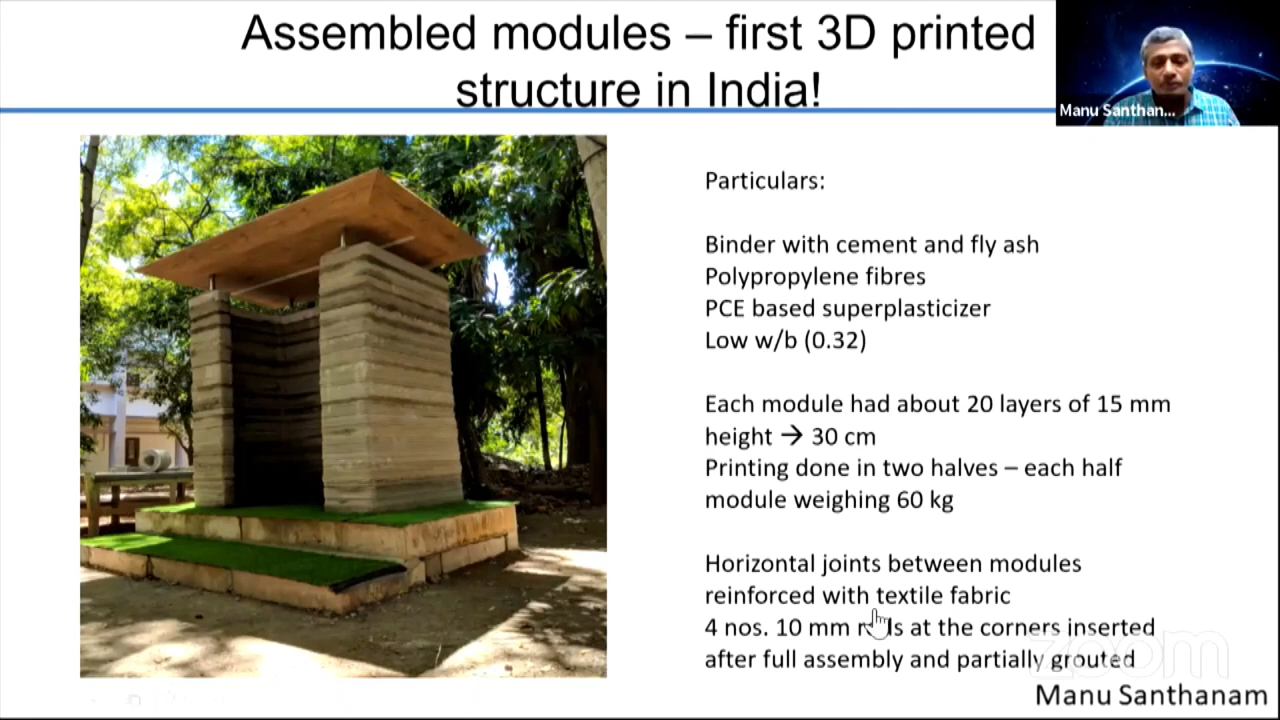 Assembled modules – first 3D printed
structure in India!
Manu Santhan...
Particulars:
Binder with cement and fly ash
Polypropylene fibres
PCE based superplasticizer
Low w/b (0.32)
Each module had about 20 layers of 15 mm
height → 30 cm
Printing done in two halves – each half
module weighing 60 kg
Horizontal joints between modules
reinforced with textile fabric
4 nos. 10 mm at the corners inserted
after full assembly and partially grouted
zoom
Manu Santhanam